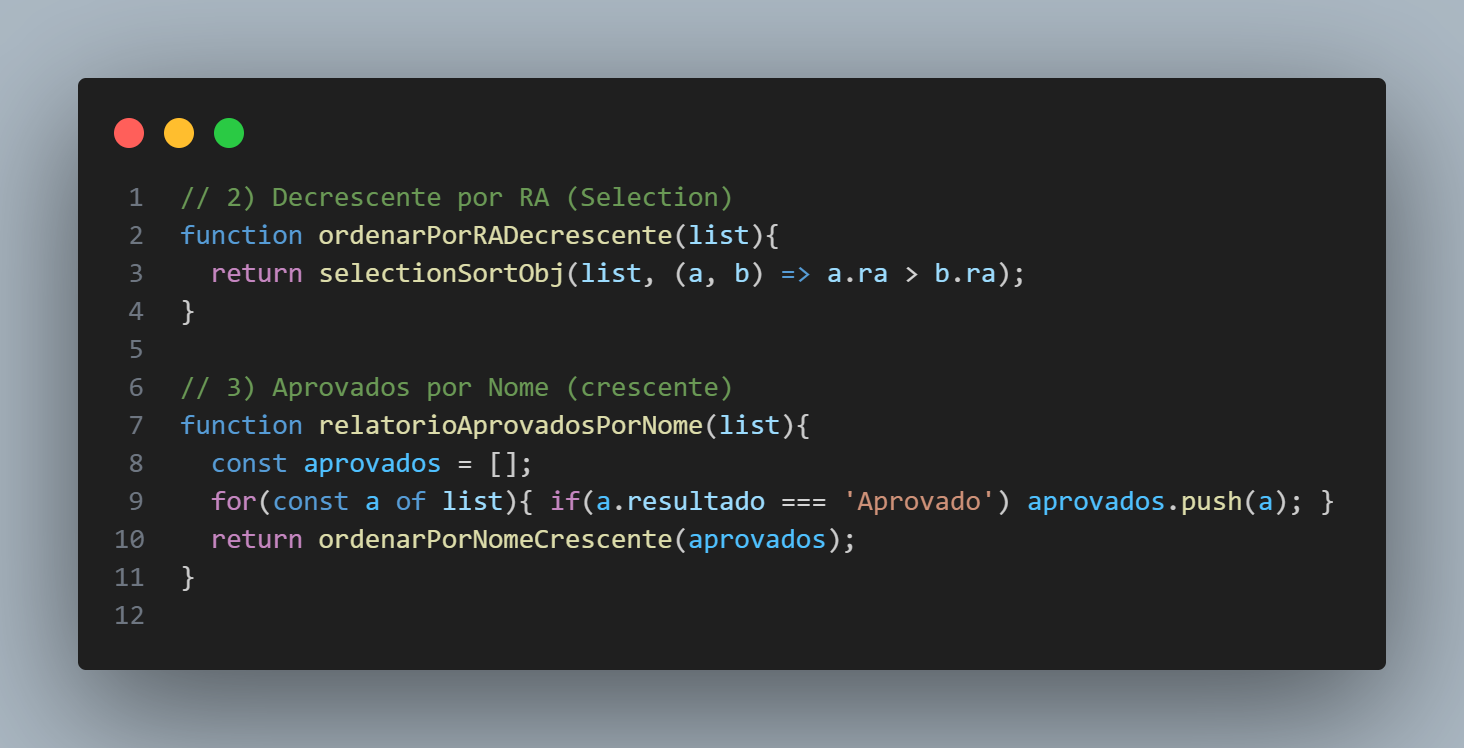 1 // 2) Decrescente por RA (Selection)
2 function ordenarPorRADecrescente(list){
3   return selectionSortObj(list, (a, b) => a.ra > b.ra);
4 }
5
6 // 3) Aprovados por Nome (crescente)
7 function relatorioAprovadosPorNome(list){
8   const aprovados = [];
9   for(const a of list){ if(a.resultado === 'Aprovado') aprovados.push(a); }
10   return ordenarPorNomeCrescente(aprovados);
11 }
12